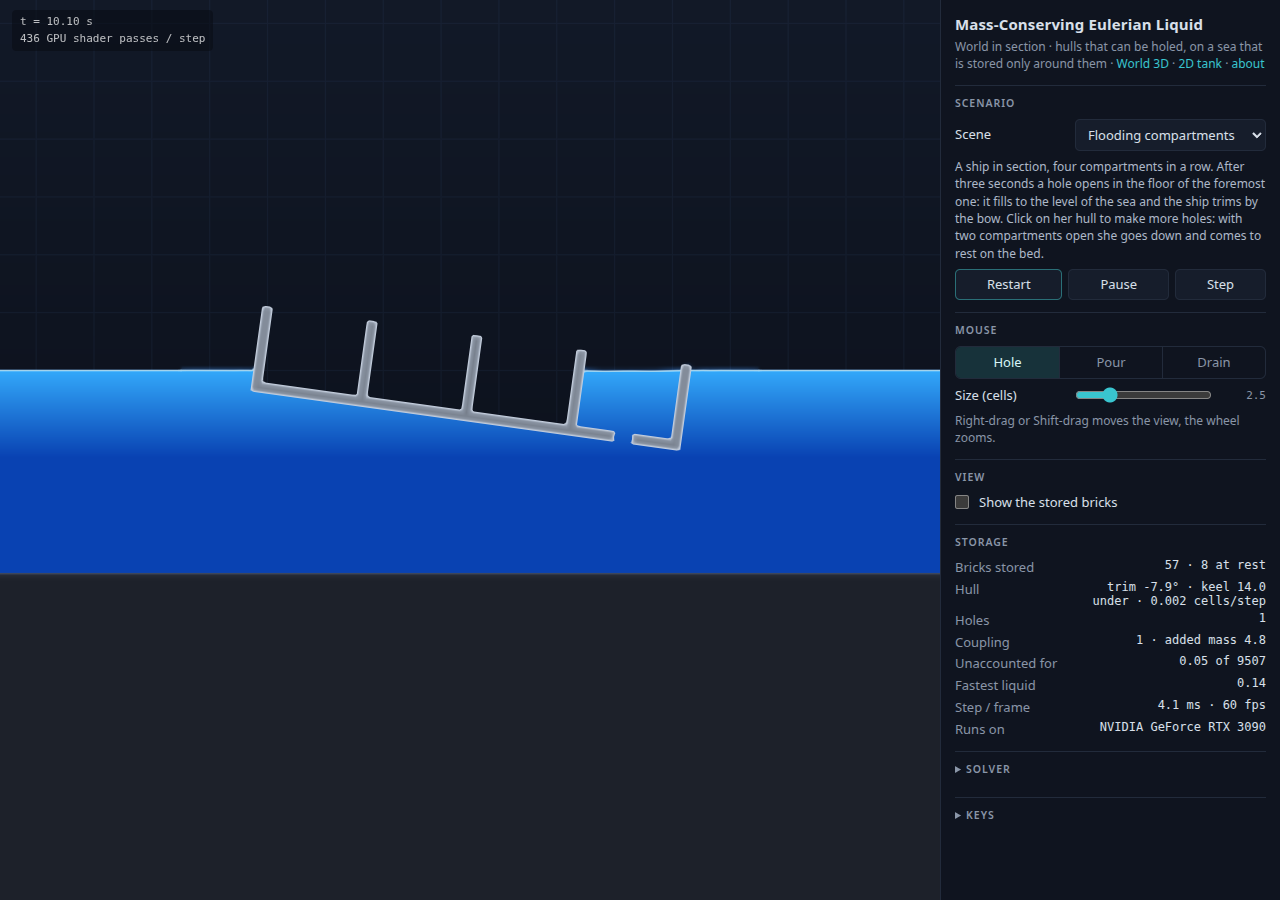 t = 10.10 s
436 GPU shader passes / step
Mass-Conserving Eulerian Liquid
World in section · hulls that can be holed, on a sea that
is stored only around them · World 3D · 2D tank · about
SCENARIO
Scene
Flooding compartments
A ship in section, four compartments in a row. After
three seconds a hole opens in the floor of the foremost
one: it fills to the level of the sea and the ship trims by
the bow. Click on her hull to make more holes: with
two compartments open she goes down and comes to
rest on the bed.
Restart
Pause
Step
MOUSE
Hole
Pour
Drain
Size (cells)
2.5
Right-drag or Shift-drag moves the view, the wheel
zooms.
VIEW
Show the stored bricks
STORAGE
Bricks stored
57 · 8 at rest
Hull
trim -7.9° · keel 14.0
under · 0.002 cells/step
Holes
1
Coupling
1 · added mass 4.8
Unaccounted for
0.05 of 9507
Fastest liquid
0.14
Step / frame
4.1 ms · 60 fps
Runs on
NVIDIA GeForce RTX 3090
SOLVER
KEYS